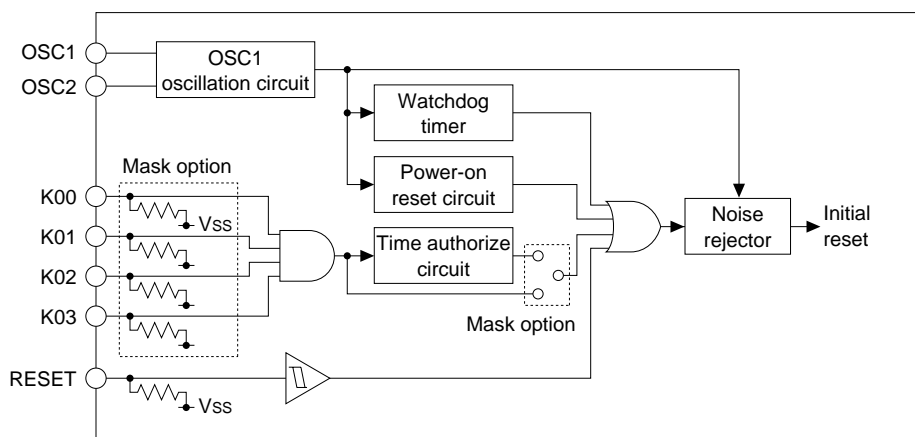 OSC1
OSC2
OSC1
oscillation circuit
Watchdog
timer
Mask option
K00
Vss
Power-on
reset circuit
Noise
rejector
Initial
reset
K01
Time authorize
circuit
K02
K03
Mask option
RESET
Vss